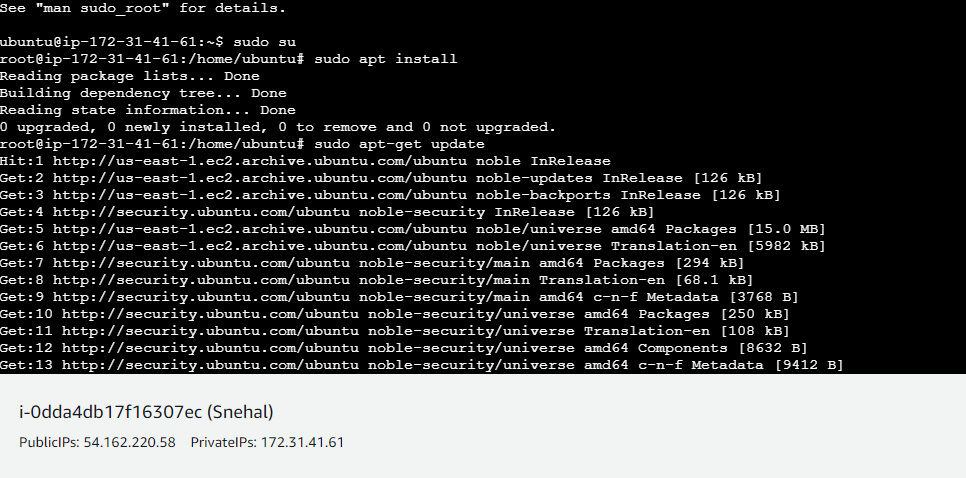 See "man sudo_root" for details.
ubuntu@ip-172-31-41-61:~$ sudo su
root@ip-172-31-41-61:/home/ubuntu# sudo apt install
Reading package lists... Done
Building dependency tree... Done
Reading state information... Done
0 upgraded, 0 newly installed, 0 to remove and 0 not upgraded.
root@ip-172-31-41-61:/home/ubuntu# sudo apt-get update
Hit:1 http://us-east-1.ec2.archive.ubuntu.com/ubuntu noble InRelease
Get:2 http://us-east-1.ec2.archive.ubuntu.com/ubuntu noble-updates InRelease [126 kB]
Get:3 http://us-east-1.ec2.archive.ubuntu.com/ubuntu noble-backports InRelease [126 kB]
Get:4 http://security.ubuntu.com/ubuntu noble-security InRelease [126 kB]
Get:5 http://us-east-1.ec2.archive.ubuntu.com/ubuntu noble/universe amd64 Packages [15.0 MB]
Get:6 http://us-east-1.ec2.archive.ubuntu.com/ubuntu noble/universe Translation-en [5982 kB]
Get:7 http://security.ubuntu.com/ubuntu noble-security/main amd64 Packages [294 kB]
Get:8 http://security.ubuntu.com/ubuntu noble-security/main Translation-en [68.1 kB]
Get:9 http://security.ubuntu.com/ubuntu noble-security/main amd64 c-n-f Metadata [3768 B]
Get:10 http://security.ubuntu.com/ubuntu noble-security/universe amd64 Packages [250 kB]
Get:11 http://security.ubuntu.com/ubuntu noble-security/universe Translation-en [108 kB]
Get:12 http://security.ubuntu.com/ubuntu noble-security/universe amd64 Components [8632 B]
Get:13 http://security.ubuntu.com/ubuntu noble-security/universe amd64 c-n-f Metadata [9412 B]
i-0dda4db17f16307ec (Snehal)
PublicIPs: 54.162.220.58 PrivateIPs: 172.31.41.61